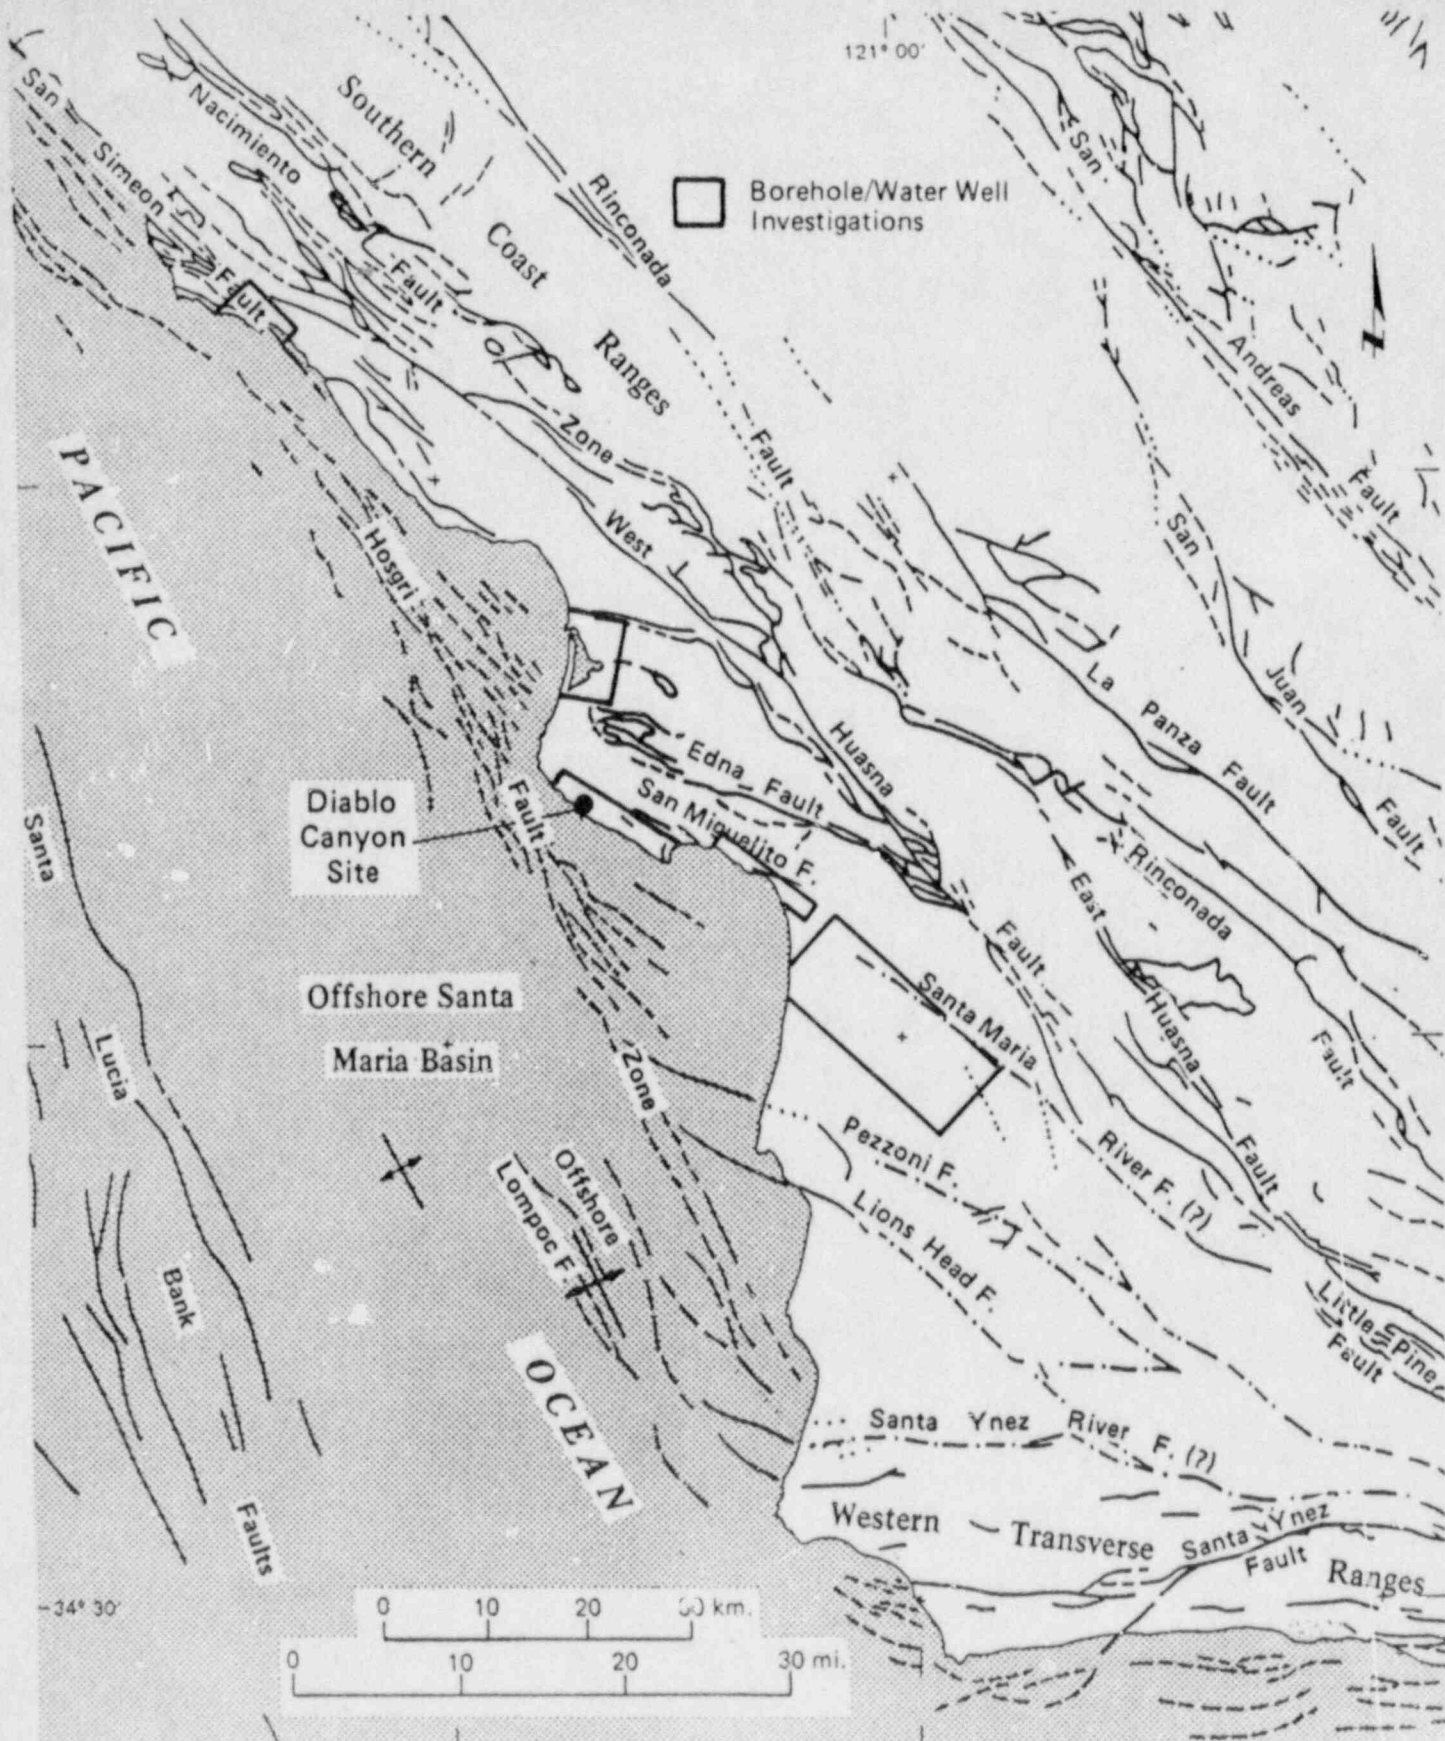 121° 00'
San
Simeon
Fault
Nacimiento
Fault
Zone
Southern
Coast
Ranges
Rinconada
Fault
Borehole/Water Well
Investigations
San
Andreas
Fault
PACIFIC
Hosgri
Fault
Zone
West
Huasna
Fault
San
Juan
Fault
La
Panza
Fault
Edna Fault
San Miguelito F.
Diablo
Canyon
Site
Santa
Lucia
Bank
Faults
East
Huasna
Fault
Rinconada
Fault
Offshore Santa
Maria Basin
Santa Maria
River F. (?)
Pezzoni F.
Lions Head F.
Offshore
Lompoc F.
Little Pine
Fault
OCEAN
Santa Ynez River F. (?)
Western Transverse Ranges
Santa Ynez
Fault
34° 30'
0 10 20 30 km.
0 10 20 30 mi.